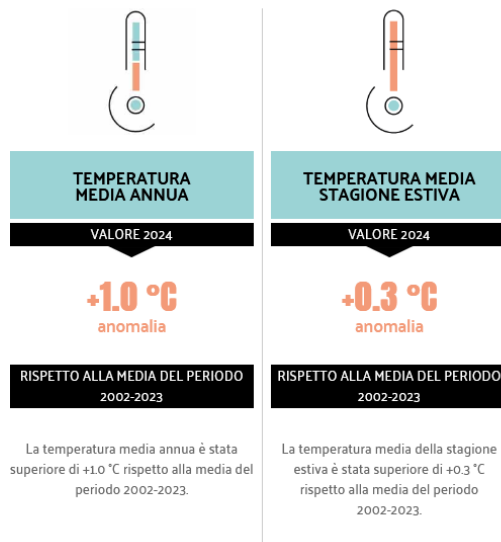 TEMPERATURA
MEDIA ANNUA
VALORE 2024
+1.0 °C
anomalia
RISPETTO ALLA MEDIA DEL PERIODO
2002-2023
La temperatura media annua è stata
superiore di +1.0 °C rispetto alla media del
periodo 2002-2023.
TEMPERATURA MEDIA
STAGIONE ESTIVA
VALORE 2024
+0.3 °C
anomalia
RISPETTO ALLA MEDIA DEL PERIODO
2002-2023
La temperatura media della stagione
estiva è stata superiore di +0.3 °C
rispetto alla media del periodo
2002-2023.